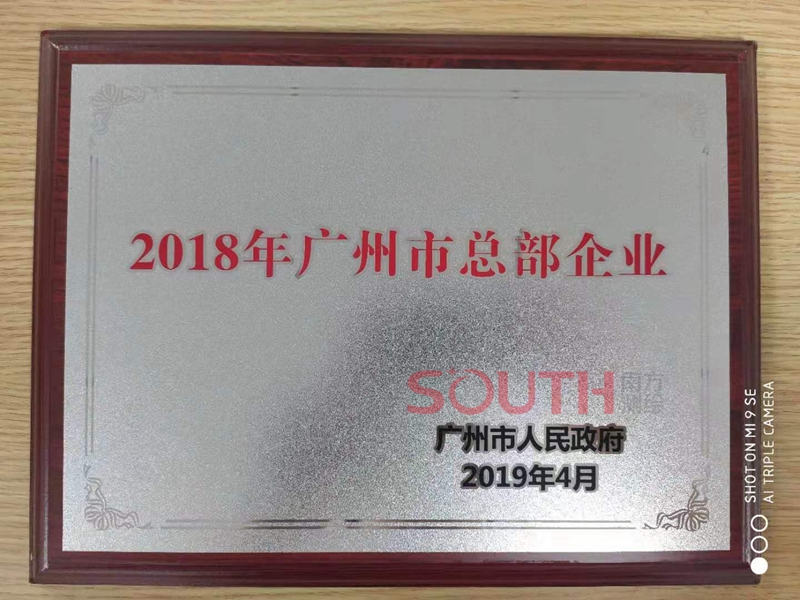 2018年广州市总部企业
SOUTH 南方
测绘
广州市人民政府
2019年4月
SHOT ON MI 9 SE
AI TRIPLE CAMERA